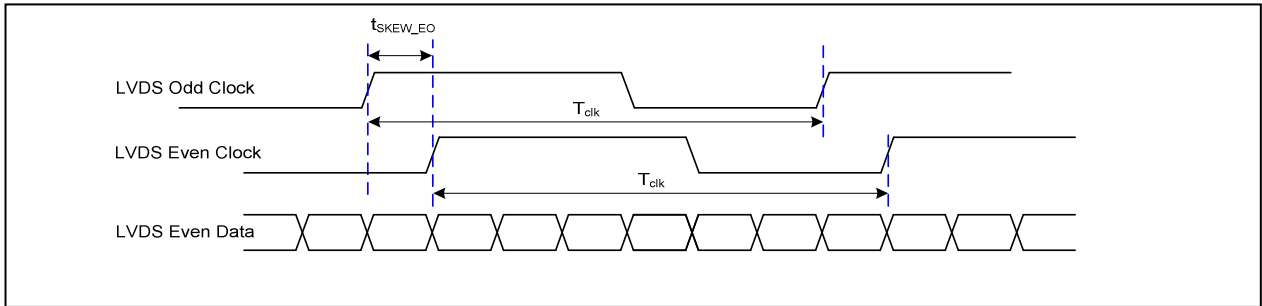 tSKEW_EO
LVDS Odd Clock
Tclk
LVDS Even Clock
Tclk
LVDS Even Data